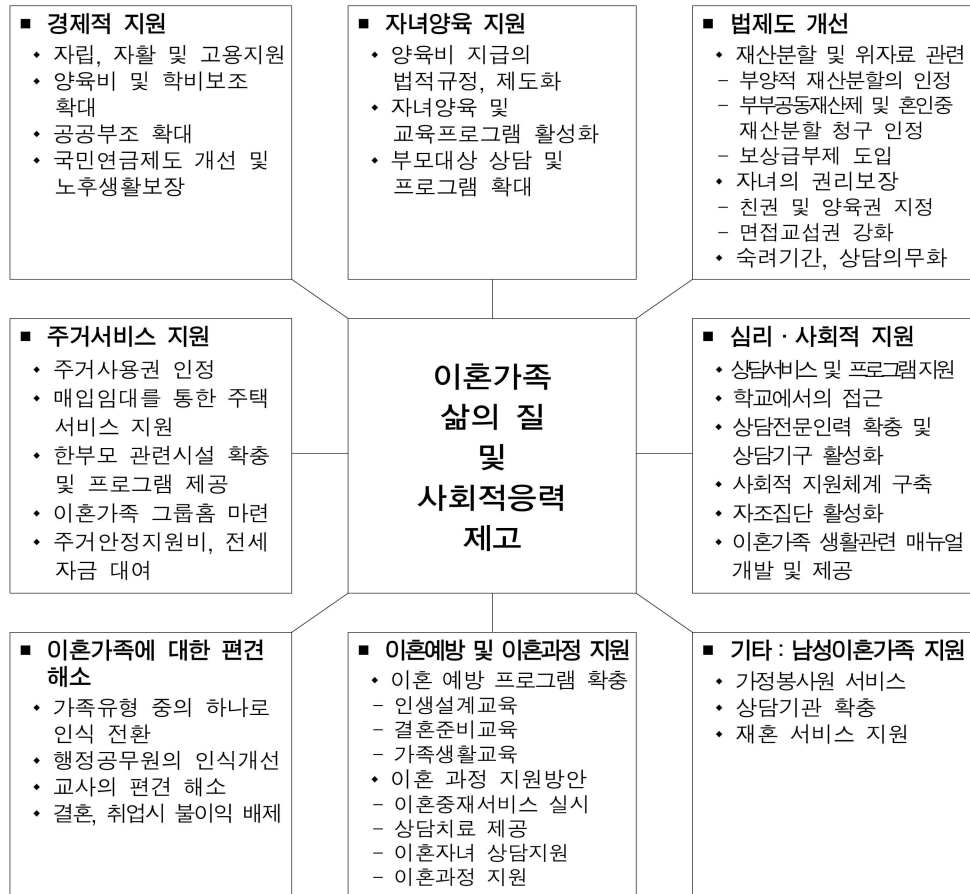 ■ 경제적 지원
◆ 자립, 자활 및 고용지원
◆ 양육비 및 학비보조
확대
◆ 공공부조 확대
◆ 국민연금제도 개선 및
노후생활보장
■ 자녀양육 지원
◆ 양육비 지급의
법적규정, 제도화
◆ 자녀양육 및
교육프로그램 활성화
◆ 부모대상 상담 및
프로그램 확대
■ 법제도 개선
◆ 재산분할 및 위자료 관련
– 부양적 재산분할의 인정
– 부부공동재산제 및 혼인중
재산분할 청구 인정
– 보상급부제 도입
◆ 자녀의 권리보장
– 친권 및 양육권 지정
– 면접교섭권 강화
◆ 숙려기간, 상담의무화
■ 주거서비스 지원
◆ 주거사용권 인정
◆ 매입임대를 통한 주택
서비스 지원
◆ 한부모 관련시설 확충
및 프로그램 제공
◆ 이혼가족 그룹홈 마련
◆ 주거안정지원비, 전세
자금 대여
이혼가족
삶의 질
및
사회적응력
제고
■ 심리 · 사회적 지원
◆ 상담서비스 및 프로그램지원
◆ 학교에서의 접근
◆ 상담전문인력 확충 및
상담기구 활성화
◆ 사회적 지원체계 구축
◆ 자조집단 활성화
◆ 이혼가족 생활관련 매뉴얼
개발 및 제공
■ 이혼가족에 대한 편견
해소
◆ 가족유형 중의 하나로
인식 전환
◆ 행정공무원의 인식개선
◆ 교사의 편견 해소
◆ 결혼, 취업시 불이익 배제
■ 이혼예방 및 이혼과정 지원
◆ 이혼 예방 프로그램 확충
– 인생설계교육
– 결혼준비교육
– 가족생활교육
◆ 이혼 과정 지원방안
– 이혼중재서비스 실시
– 상담치료 제공
– 이혼자녀 상담지원
– 이혼과정 지원
■ 기타 : 남성이혼가족 지원
◆ 가정봉사원 서비스
◆ 상담기관 확충
◆ 재혼 서비스 지원